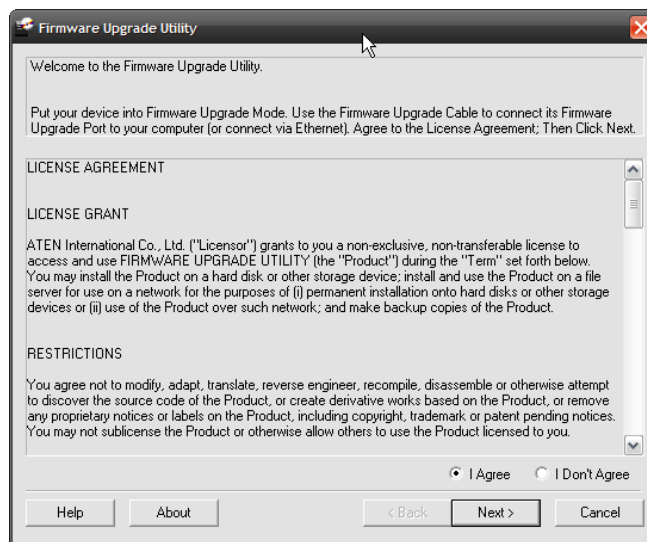 Firmware Upgrade Utility
Welcome to the Firmware Upgrade Utility.
Put your device into Firmware Upgrade Mode. Use the Firmware Upgrade Cable to connect its Firmware
Upgrade Port to your computer (or connect via Ethernet). Agree to the License Agreement; Then Click Next.
LICENSE AGREEMENT
LICENSE GRANT
ATEN International Co., Ltd. ("Licensor") grants to you a non-exclusive, non-transferable license to
access and use FIRMWARE UPGRADE UTILITY (the "Product") during the "Term" set forth below.
You may install the Product on a hard disk or other storage device; install and use the Product on a file
server for use on a network for the purposes of (i) permanent installation onto hard disks or other storage
devices or (ii) use of the Product over such network; and make backup copies of the Product.
RESTRICTIONS
You agree not to modify, adapt, translate, reverse engineer, recompile, disassemble or otherwise attempt
to discover the source code of the Product, or create derivative works based on the Product, or remove
any proprietary notices or labels on the Product, including copyright, trademark or patent pending notices.
You may not sublicense the Product or otherwise allow others to use the Product licensed to you.
I Agree I Don't Agree
Help About < Back Next > Cancel